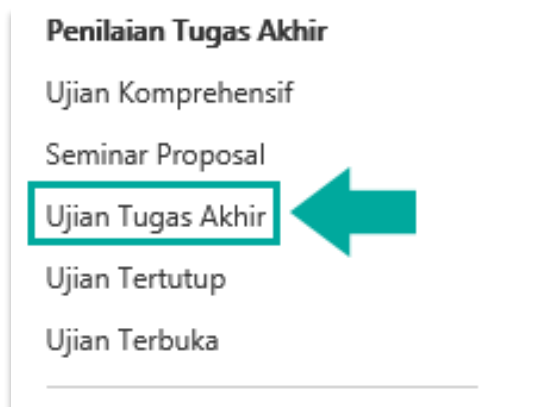 Penilaian Tugas Akhir
Ujian Komprehensif
Seminar Proposal
Ujian Tugas Akhir
Ujian Tertutup
Ujian Terbuka